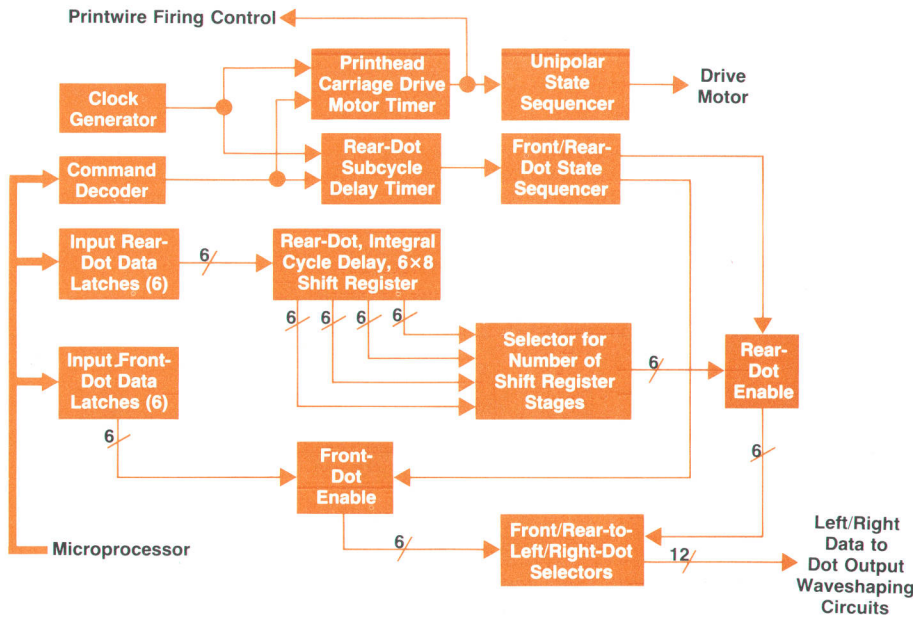 Printwire Firing Control
Printhead
Carriage Drive
Motor Timer
Unipolar
State
Sequencer
Drive
Motor
Clock
Generator
Command
Decoder
Rear-Dot
Subcycle
Delay Timer
Front/Rear-
Dot State
Sequencer
Input Rear-
Dot Data
Latches (6)
6
Rear-Dot, Integral
Cycle Delay, 6×8
Shift Register
6
6
6
6
Input Front-
Dot Data
Latches (6)
Selector for
Number of
Shift Register
Stages
6
Rear-
Dot
Enable
6
Front-
Dot
Enable
6
Microprocessor
6
Front/Rear-to-
Left/Right-Dot
Selectors
12
Left/Right
Data to
Dot Output
Waveshaping
Circuits